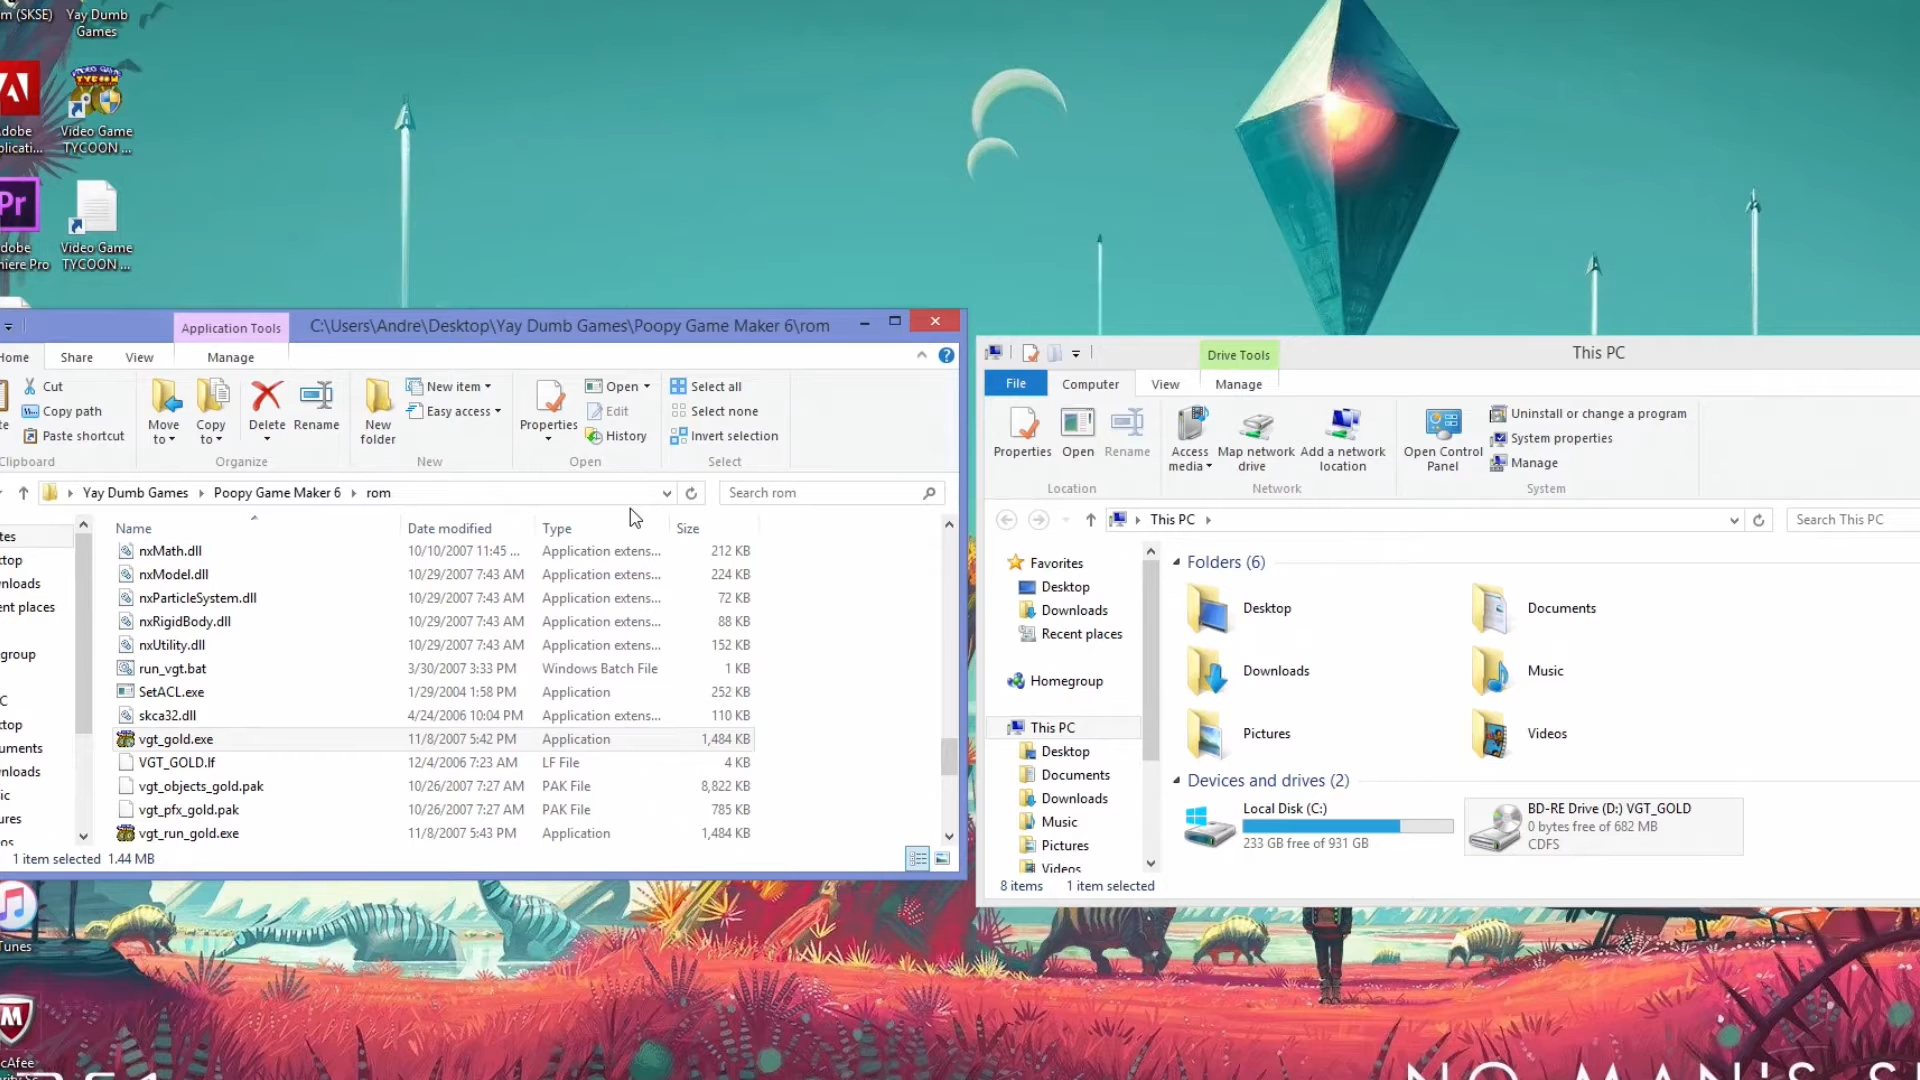 m (SKSE)
Yay Dumb
Games
VIDEO GAME
TYCOON
dobe
plicati...
Video Game
TYCOON ...
Pr
dobe
niere Pro
Video Game
TYCOON ...
Application Tools
C:\Users\Andre\Desktop\Yay Dumb Games\Poopy Game Maker 6\rom
Home
Share
View
Manage
Cut
Copy path
Paste shortcut
te
Clipboard
Move
to
Copy
to
Delete
Rename
Organize
New
folder
New item
Easy access
New
Properties
Open
Edit
History
Open
Select all
Select none
Invert selection
Select
Yay Dumb Games
Poopy Game Maker 6
rom
Search rom
Name
Date modified
Type
Size
nxMath.dll 10/10/2007 11:45 ... Application extens... 212 KB
nxModel.dll 10/29/2007 7:43 AM Application extens... 224 KB
nxParticleSystem.dll 10/29/2007 7:43 AM Application extens... 72 KB
nxRigidBody.dll 10/29/2007 7:43 AM Application extens... 88 KB
nxUtility.dll 10/29/2007 7:43 AM Application extens... 152 KB
run_vgt.bat 3/30/2007 3:33 PM Windows Batch File 1 KB
SetACL.exe 1/29/2004 1:58 PM Application 252 KB
skca32.dll 4/24/2006 10:04 PM Application extens... 110 KB
vgt_gold.exe 11/8/2007 5:42 PM Application 1,484 KB
VGT_GOLD.lf 12/4/2006 7:23 AM LF File 4 KB
vgt_objects_gold.pak 10/26/2007 7:27 AM PAK File 8,822 KB
vgt_pfx_gold.pak 10/26/2007 7:27 AM PAK File 785 KB
vgt_run_gold.exe 11/8/2007 5:43 PM Application 1,484 KB
tes
ktop
wnloads
ent places
egroup
C
ktop
cuments
wnloads
ic
ures
os
1 item selected 1.44 MB
Drive Tools
This PC
File
Computer
View
Manage
Properties
Open
Rename
Location
Access
media
Map network
drive
Add a network
location
Network
Open Control
Panel
Uninstall or change a program
System properties
Manage
System
This PC
Search This PC
Favorites
Desktop
Downloads
Recent places
Homegroup
This PC
Desktop
Documents
Downloads
Music
Pictures
Videos
Folders (6)
Desktop
Documents
Downloads
Music
Pictures
Videos
Devices and drives (2)
Local Disk (C:)
233 GB free of 931 GB
BD-RE Drive (D:) VGT_GOLD
0 bytes free of 682 MB
CDFS
8 items 1 item selected
Tunes
cAfee
NO MAN'S S